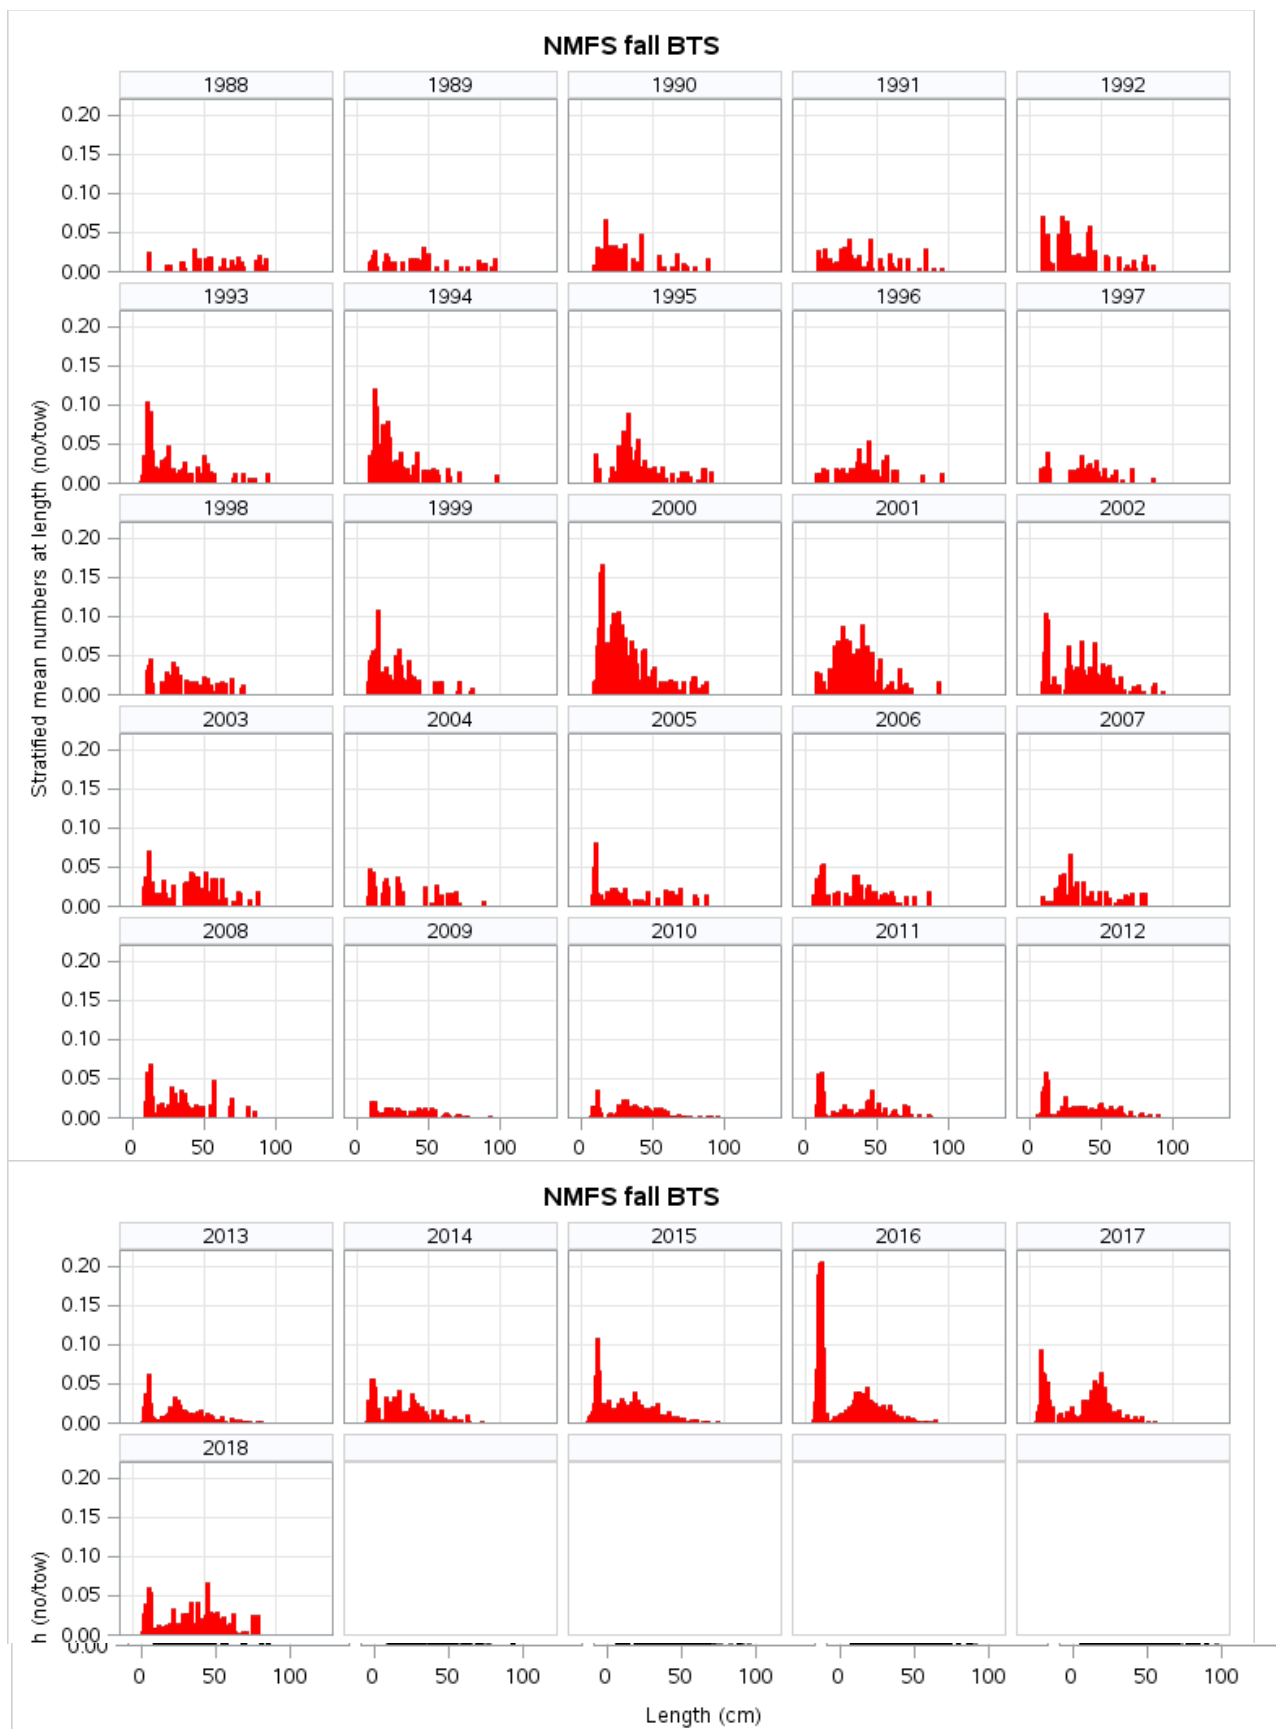 NMFS fall BTS
1988 1989 1990 1991 1992
0.20
0.15
0.10
0.05
0.00
1993 1994 1995 1996 1997
0.20
0.15
0.10
0.05
0.00
Stratified mean numbers at length (no/tow)
1998 1999 2000 2001 2002
0.20
0.15
0.10
0.05
0.00
2003 2004 2005 2006 2007
0.20
0.15
0.10
0.05
0.00
2008 2009 2010 2011 2012
0.20
0.15
0.10
0.05
0.00
0 50 100 0 50 100 0 50 100 0 50 100 0 50 100
NMFS fall BTS
2013 2014 2015 2016 2017
0.20
0.15
0.10
0.05
0.00
2018
0.20
0.15
0.10
0.05
0.00
h (no/tow)
0 50 100 0 50 100 0 50 100 0 50 100 0 50 100
Length (cm)